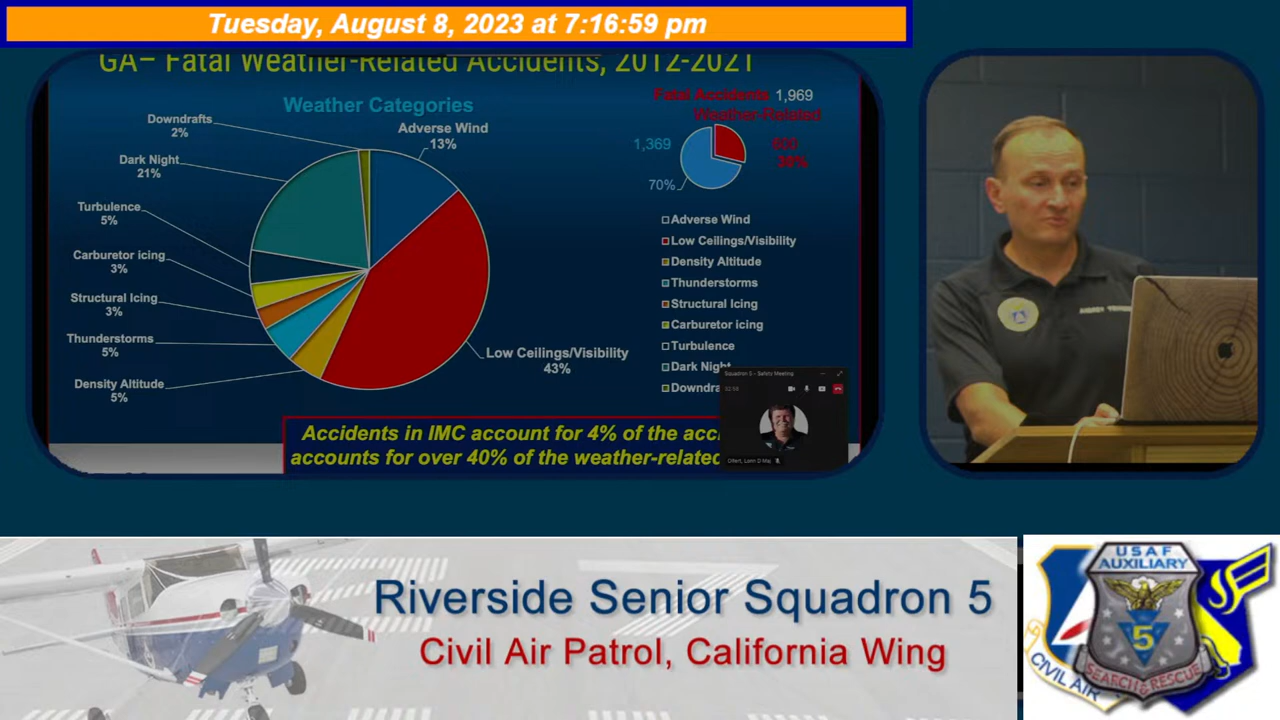 Tuesday, August 8, 2023 at 7:16:59 pm
GA– Fatal Weather-Related Accidents, 2012-2021
Weather Categories
Fatal Accidents 1,969
Weather-Related
1,369
600
30%
70%
Downdrafts
2%
Adverse Wind
13%
Dark Night
21%
Turbulence
5%
Carburetor icing
3%
Structural Icing
3%
Thunderstorms
5%
Density Altitude
5%
Low Ceilings/Visibility
43%
Adverse Wind
Low Ceilings/Visibility
Density Altitude
Thunderstorms
Structural Icing
Carburetor icing
Turbulence
Dark Night
Downdra
Squadron 5 – Safety Meeting
Accidents in IMC account for 4% of the acc
accounts for over 40% of the weather-related
Riverside Senior Squadron 5
Civil Air Patrol, California Wing
USAF
AUXILIARY
5
SEARCH & RESCUE
CIVIL AIR